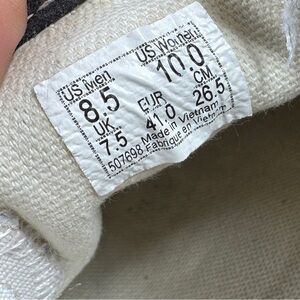 US Men US Women
8.5 10.0
UK EUR CM
7.5 41.0 26.5
Made in Vietnam
507698 Fabriqué en Vietnam